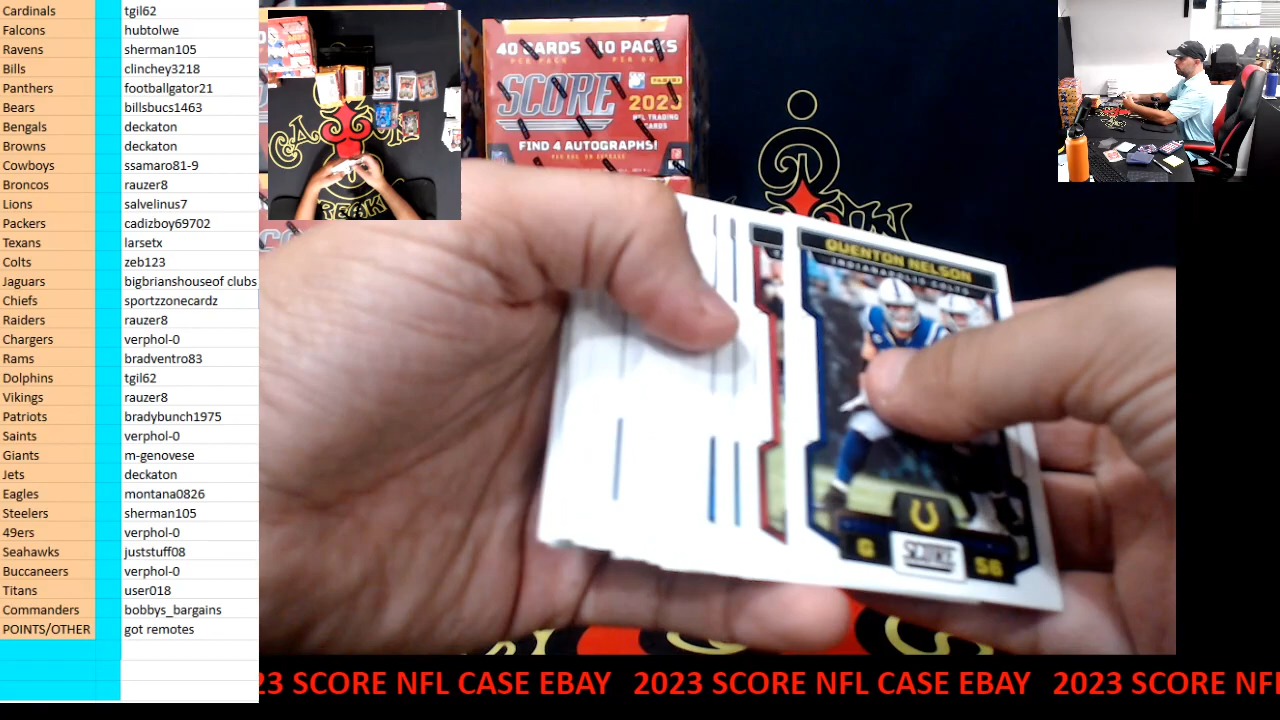 Cardinals tgil62
Falcons hubtolwe
Ravens sherman105
Bills clinchey3218
Panthers footballgator21
Bears billsbucs1463
Bengals deckaton
Browns deckaton
Cowboys ssamaro81-9
Broncos rauzer8
Lions salvelinus7
Packers cadizboy69702
Texans larsetx
Colts zeb123
Jaguars bigbrianshouseof clubs
Chiefs sportzzonecardz
Raiders rauzer8
Chargers verphol-0
Rams bradventro83
Dolphins tgil62
Vikings rauzer8
Patriots bradybunch1975
Saints verphol-0
Giants m-genovese
Jets deckaton
Eagles montana0826
Steelers sherman105
49ers verphol-0
Seahawks juststuff08
Buccaneers verphol-0
Titans user018
Commanders bobbys_bargains
POINTS/OTHER got remotes
40 CARDS 10 PACKS
SCORE
2023
NFL TRADING
CARDS
FIND 4 AUTOGRAPHS!
QUENTON NELSON
INDIANAPOLIS COLTS
G SCORE 56
23 SCORE NFL CASE EBAY 2023 SCORE NFL CASE EBAY 2023 SCORE NF